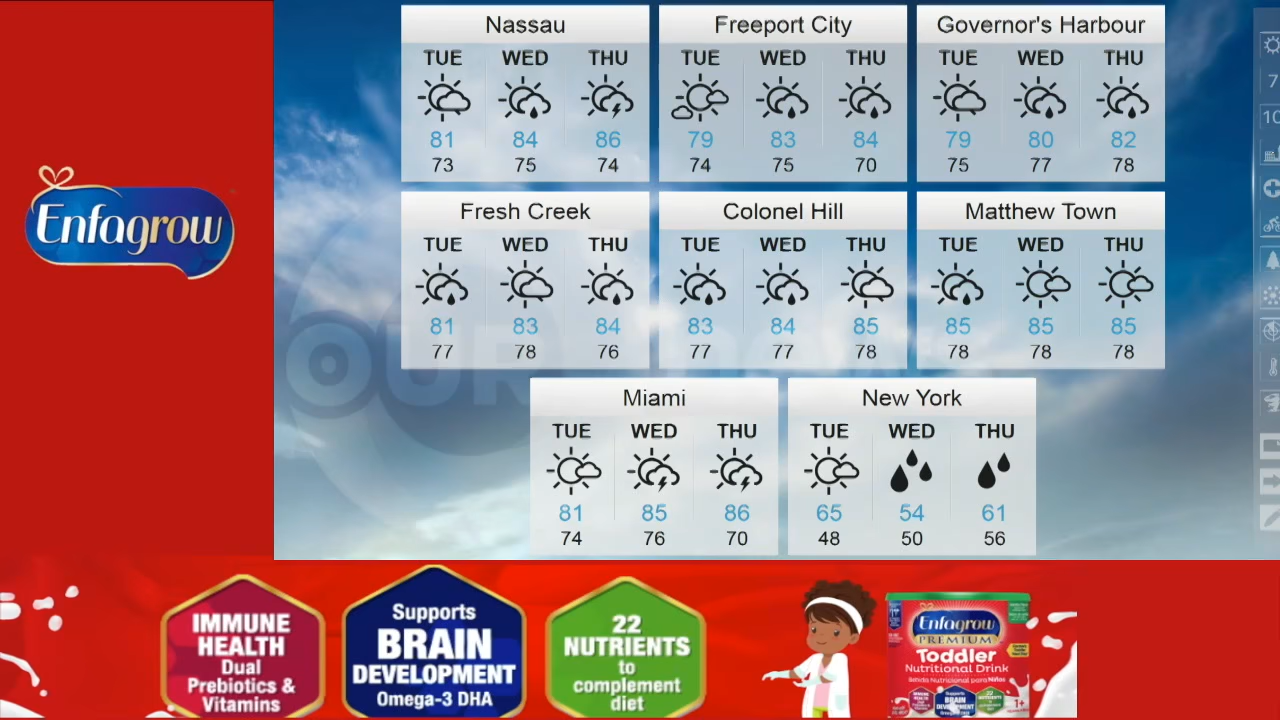 Nassau
TUE WED THU
81 84 86
73 75 74
Freeport City
TUE WED THU
79 83 84
74 75 70
Governor's Harbour
TUE WED THU
79 80 82
75 77 78
Fresh Creek
TUE WED THU
81 83 84
77 78 76
Colonel Hill
TUE WED THU
83 84 85
77 77 78
Matthew Town
TUE WED THU
85 85 85
78 78 78
Miami
TUE WED THU
81 85 86
74 76 70
New York
TUE WED THU
65 54 61
48 50 56
OUR
Enfagrow
IMMUNE
HEALTH
Dual
Prebiotics &
Vitamins
Supports
BRAIN
DEVELOPMENT
Omega-3 DHA
22
NUTRIENTS
to
complement
diet
Enfagrow
PREMIUM
Toddler
Nutritional Drink
Bebida Nutricional para Niños